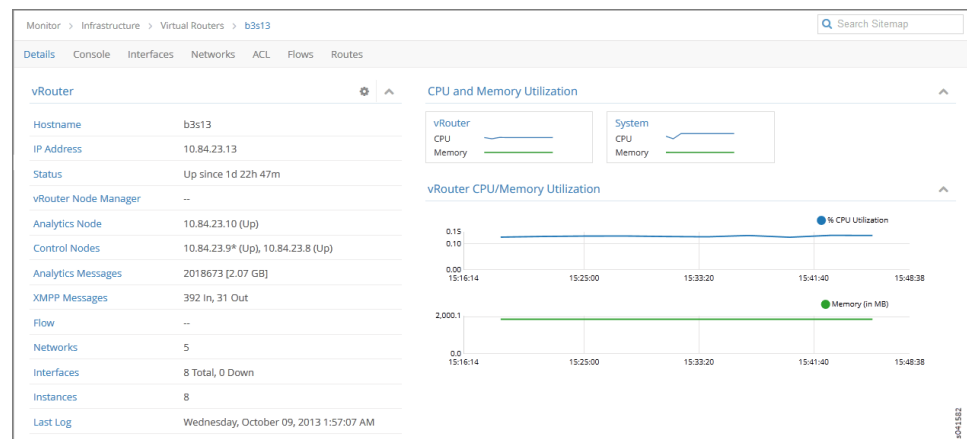 Monitor > Infrastructure > Virtual Routers > b3s13
Search Sitemap
Details Console Interfaces Networks ACL Flows Routes
vRouter
Hostname b3s13
IP Address 10.84.23.13
Status Up since 1d 22h 47m
vRouter Node Manager --
Analytics Node 10.84.23.10 (Up)
Control Nodes 10.84.23.9* (Up), 10.84.23.8 (Up)
Analytics Messages 2018673 [2.07 GB]
XMPP Messages 392 In, 31 Out
Flow --
Networks 5
Interfaces 8 Total, 0 Down
Instances 8
Last Log Wednesday, October 09, 2013 1:57:07 AM
CPU and Memory Utilization
vRouter
CPU
Memory
System
CPU
Memory
vRouter CPU/Memory Utilization
% CPU Utilization
0.15
0.10
0.00
15:16:14 15:25:00 15:33:20 15:41:40 15:48:38
Memory (in MB)
2,000.1
0.0
15:16:14 15:25:00 15:33:20 15:41:40 15:48:38
s041582